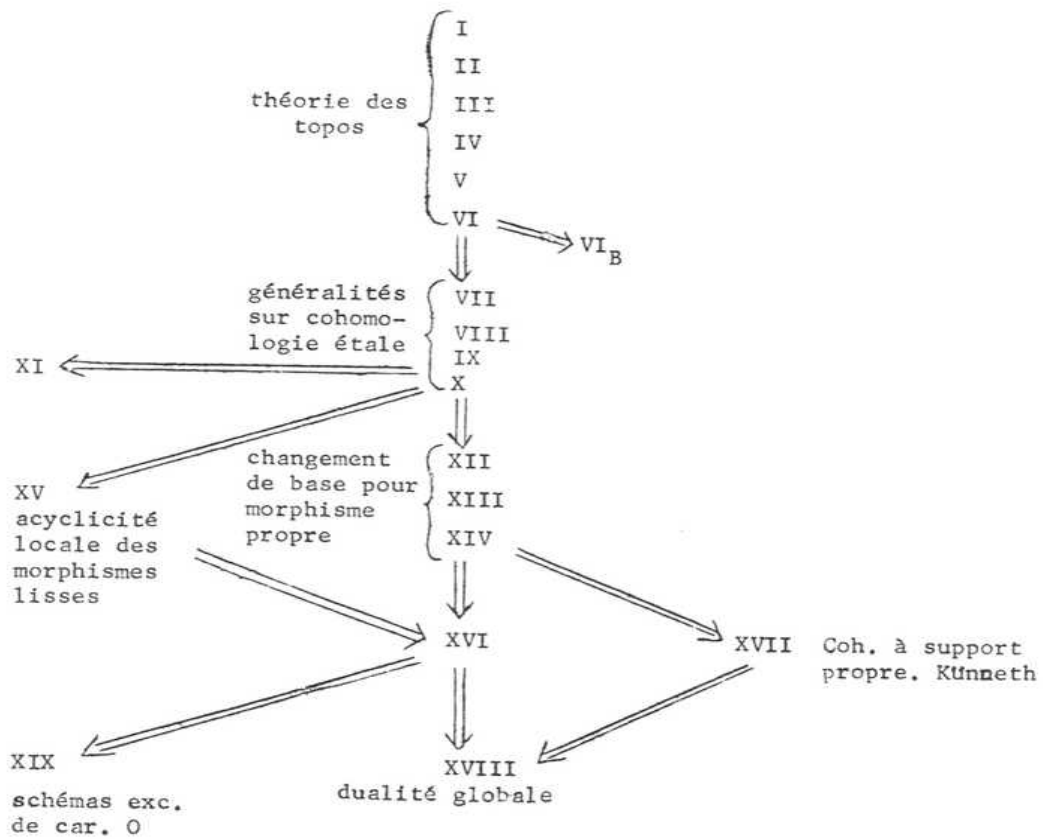 I
II
théorie des
topos
III
IV
V
VI
VI_B
généralités
sur cohomo-
logie étale
VII
VIII
IX
X
XI
changement
de base pour
morphisme
propre
XII
XIII
XIV
XV
acyclicité
locale des
morphismes
lisses
XVI
XVII Coh. à support
propre. Künneth
XIX
schémas exc.
de car. O
XVIII
dualité globale